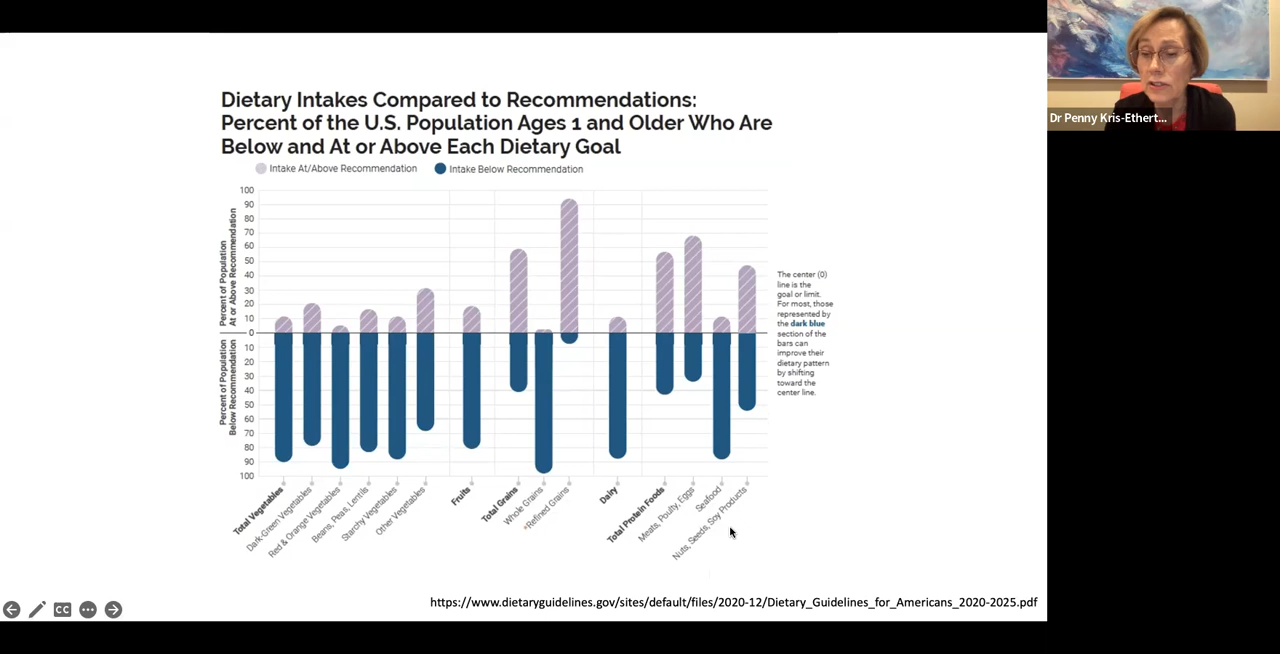 Dietary Intakes Compared to Recommendations:
Percent of the U.S. Population Ages 1 and Older Who Are
Below and At or Above Each Dietary Goal
Intake At/Above Recommendation
Intake Below Recommendation
Percent of Population
At or Above Recommendation
Percent of Population
Below Recommendation
100
90
80
70
60
50
40
30
20
10
0
10
20
30
40
50
60
70
80
90
100
Total Vegetables
Dark-Green Vegetables
Red & Orange Vegetables
Beans, Peas, Lentils
Starchy Vegetables
Other Vegetables
Fruits
Total Grains
Whole Grains
*Refined Grains
Dairy
Total Protein Foods
Meats, Poulty, Eggs
Seafood
Nuts, Seeds, Soy Products
The center (0)
line is the
goal or limit.
For most, those
represented by
the dark blue
section of the
bars can
improve their
dietary pattern
by shifting
toward the
center line.
https://www.dietaryguidelines.gov/sites/default/files/2020-12/Dietary_Guidelines_for_Americans_2020-2025.pdf
CC
Dr Penny Kris-Ethert...